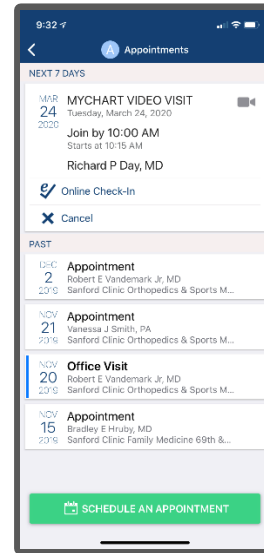 9:32
A Appointments
NEXT 7 DAYS
MAR
24
2020
MYCHART VIDEO VISIT
Tuesday, March 24, 2020
Join by 10:00 AM
Starts at 10:15 AM
Richard P Day, MD
Online Check-In
Cancel
PAST
DEC
2
2019
Appointment
Robert E Vandemark Jr, MD
Sanford Clinic Orthopedics & Sports M...
NOV
21
2019
Appointment
Vanessa J Smith, PA
Sanford Clinic Orthopedics & Sports M...
NOV
20
2019
Office Visit
Robert E Vandemark Jr, MD
Sanford Clinic Orthopedics & Sports M...
NOV
15
2019
Appointment
Bradley E Hruby, MD
Sanford Clinic Family Medicine 69th &...
SCHEDULE AN APPOINTMENT